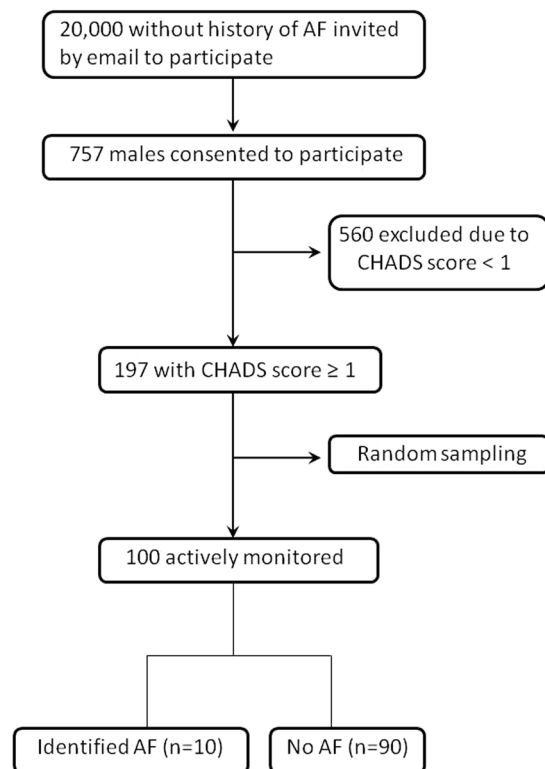 20,000 without history of AF invited
by email to participate
757 males consented to participate
560 excluded due to
CHADS score < 1
197 with CHADS score ≥ 1
Random sampling
100 actively monitored
Identified AF (n=10)
No AF (n=90)